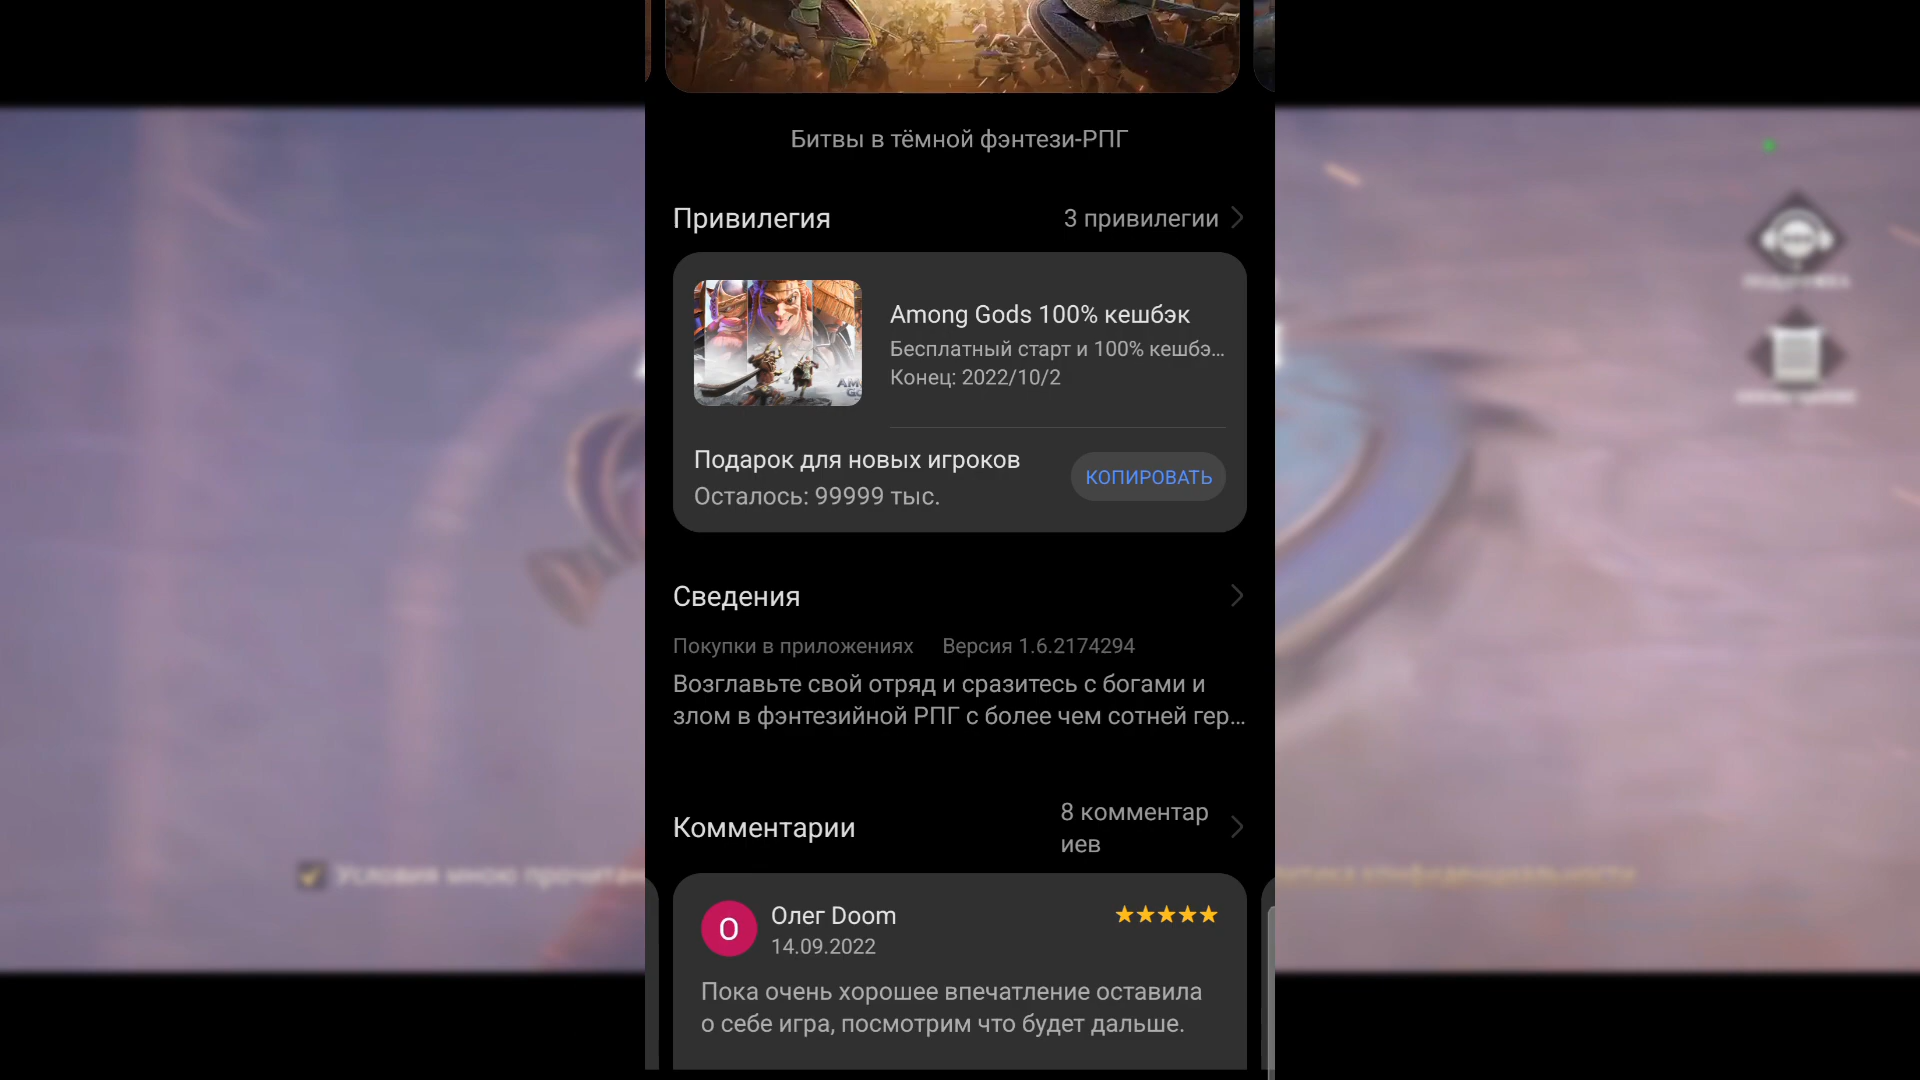 Битвы в тёмной фэнтези-РПГ
Привилегия
3 привилегии
Among Gods 100% кешбэк
Бесплатный старт и 100% кешбэ...
Конец: 2022/10/2
Подарок для новых игроков
Осталось: 99999 тыс.
КОПИРОВАТЬ
Сведения
Покупки в приложениях Версия 1.6.2174294
Возглавьте свой отряд и сразитесь с богами и
злом в фэнтезийной РПГ с более чем сотней гер...
Комментарии
8 комментар
иев
О
Олег Doom
14.09.2022
Пока очень хорошее впечатление оставила
о себе игра, посмотрим что будет дальше.
Условия мною прочитан